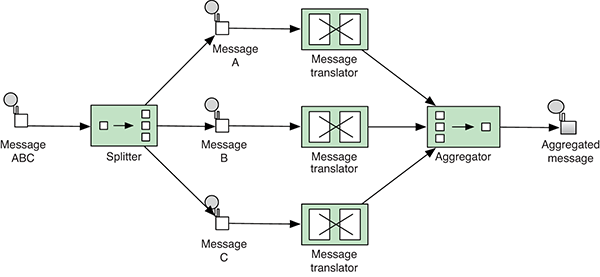 Message
A
Message
translator
Message
ABC
Splitter
Message
B
Message
translator
Aggregator
Aggregated
message
Message
C
Message
translator